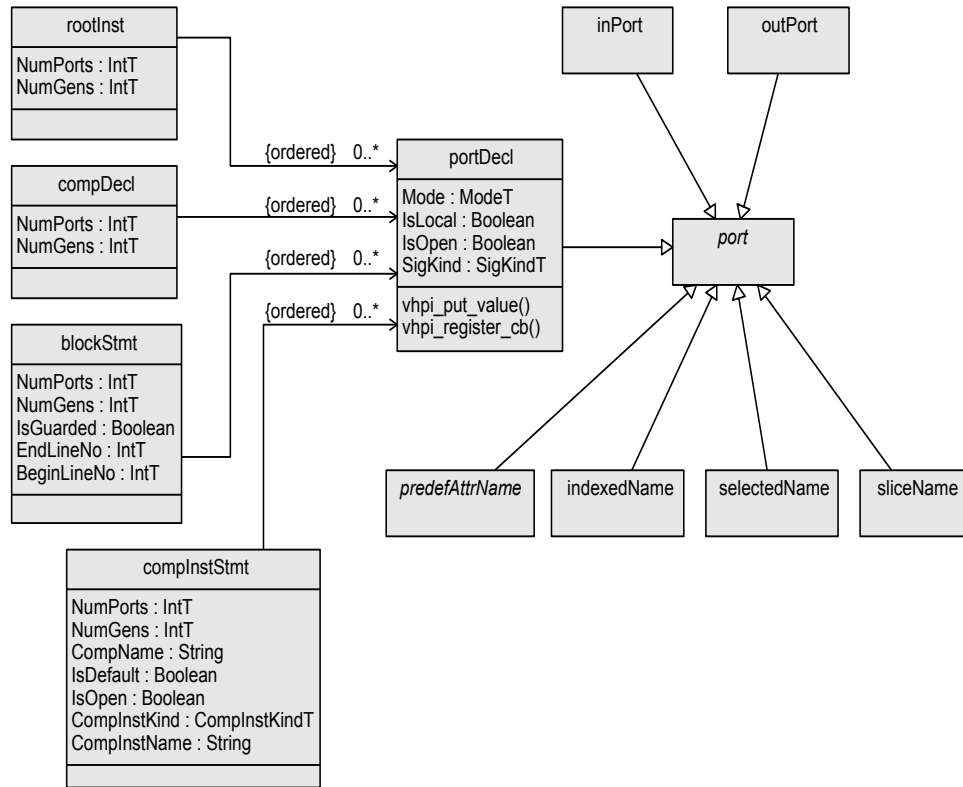 rootInst
NumPorts : IntT
NumGens : IntT
inPort
outPort
{ordered} 0..*
compDecl
NumPorts : IntT
NumGens : IntT
{ordered} 0..*
{ordered} 0..*
{ordered} 0..*
portDecl
Mode : ModeT
IsLocal : Boolean
IsOpen : Boolean
SigKind : SigKindT
vhpi_put_value()
vhpi_register_cb()
port
blockStmt
NumPorts : IntT
NumGens : IntT
IsGuarded : Boolean
EndLineNo : IntT
BeginLineNo : IntT
predefAttrName
indexedName
selectedName
sliceName
compInstStmt
NumPorts : IntT
NumGens : IntT
CompName : String
IsDefault : Boolean
IsOpen : Boolean
CompInstKind : CompInstKindT
CompInstName : String